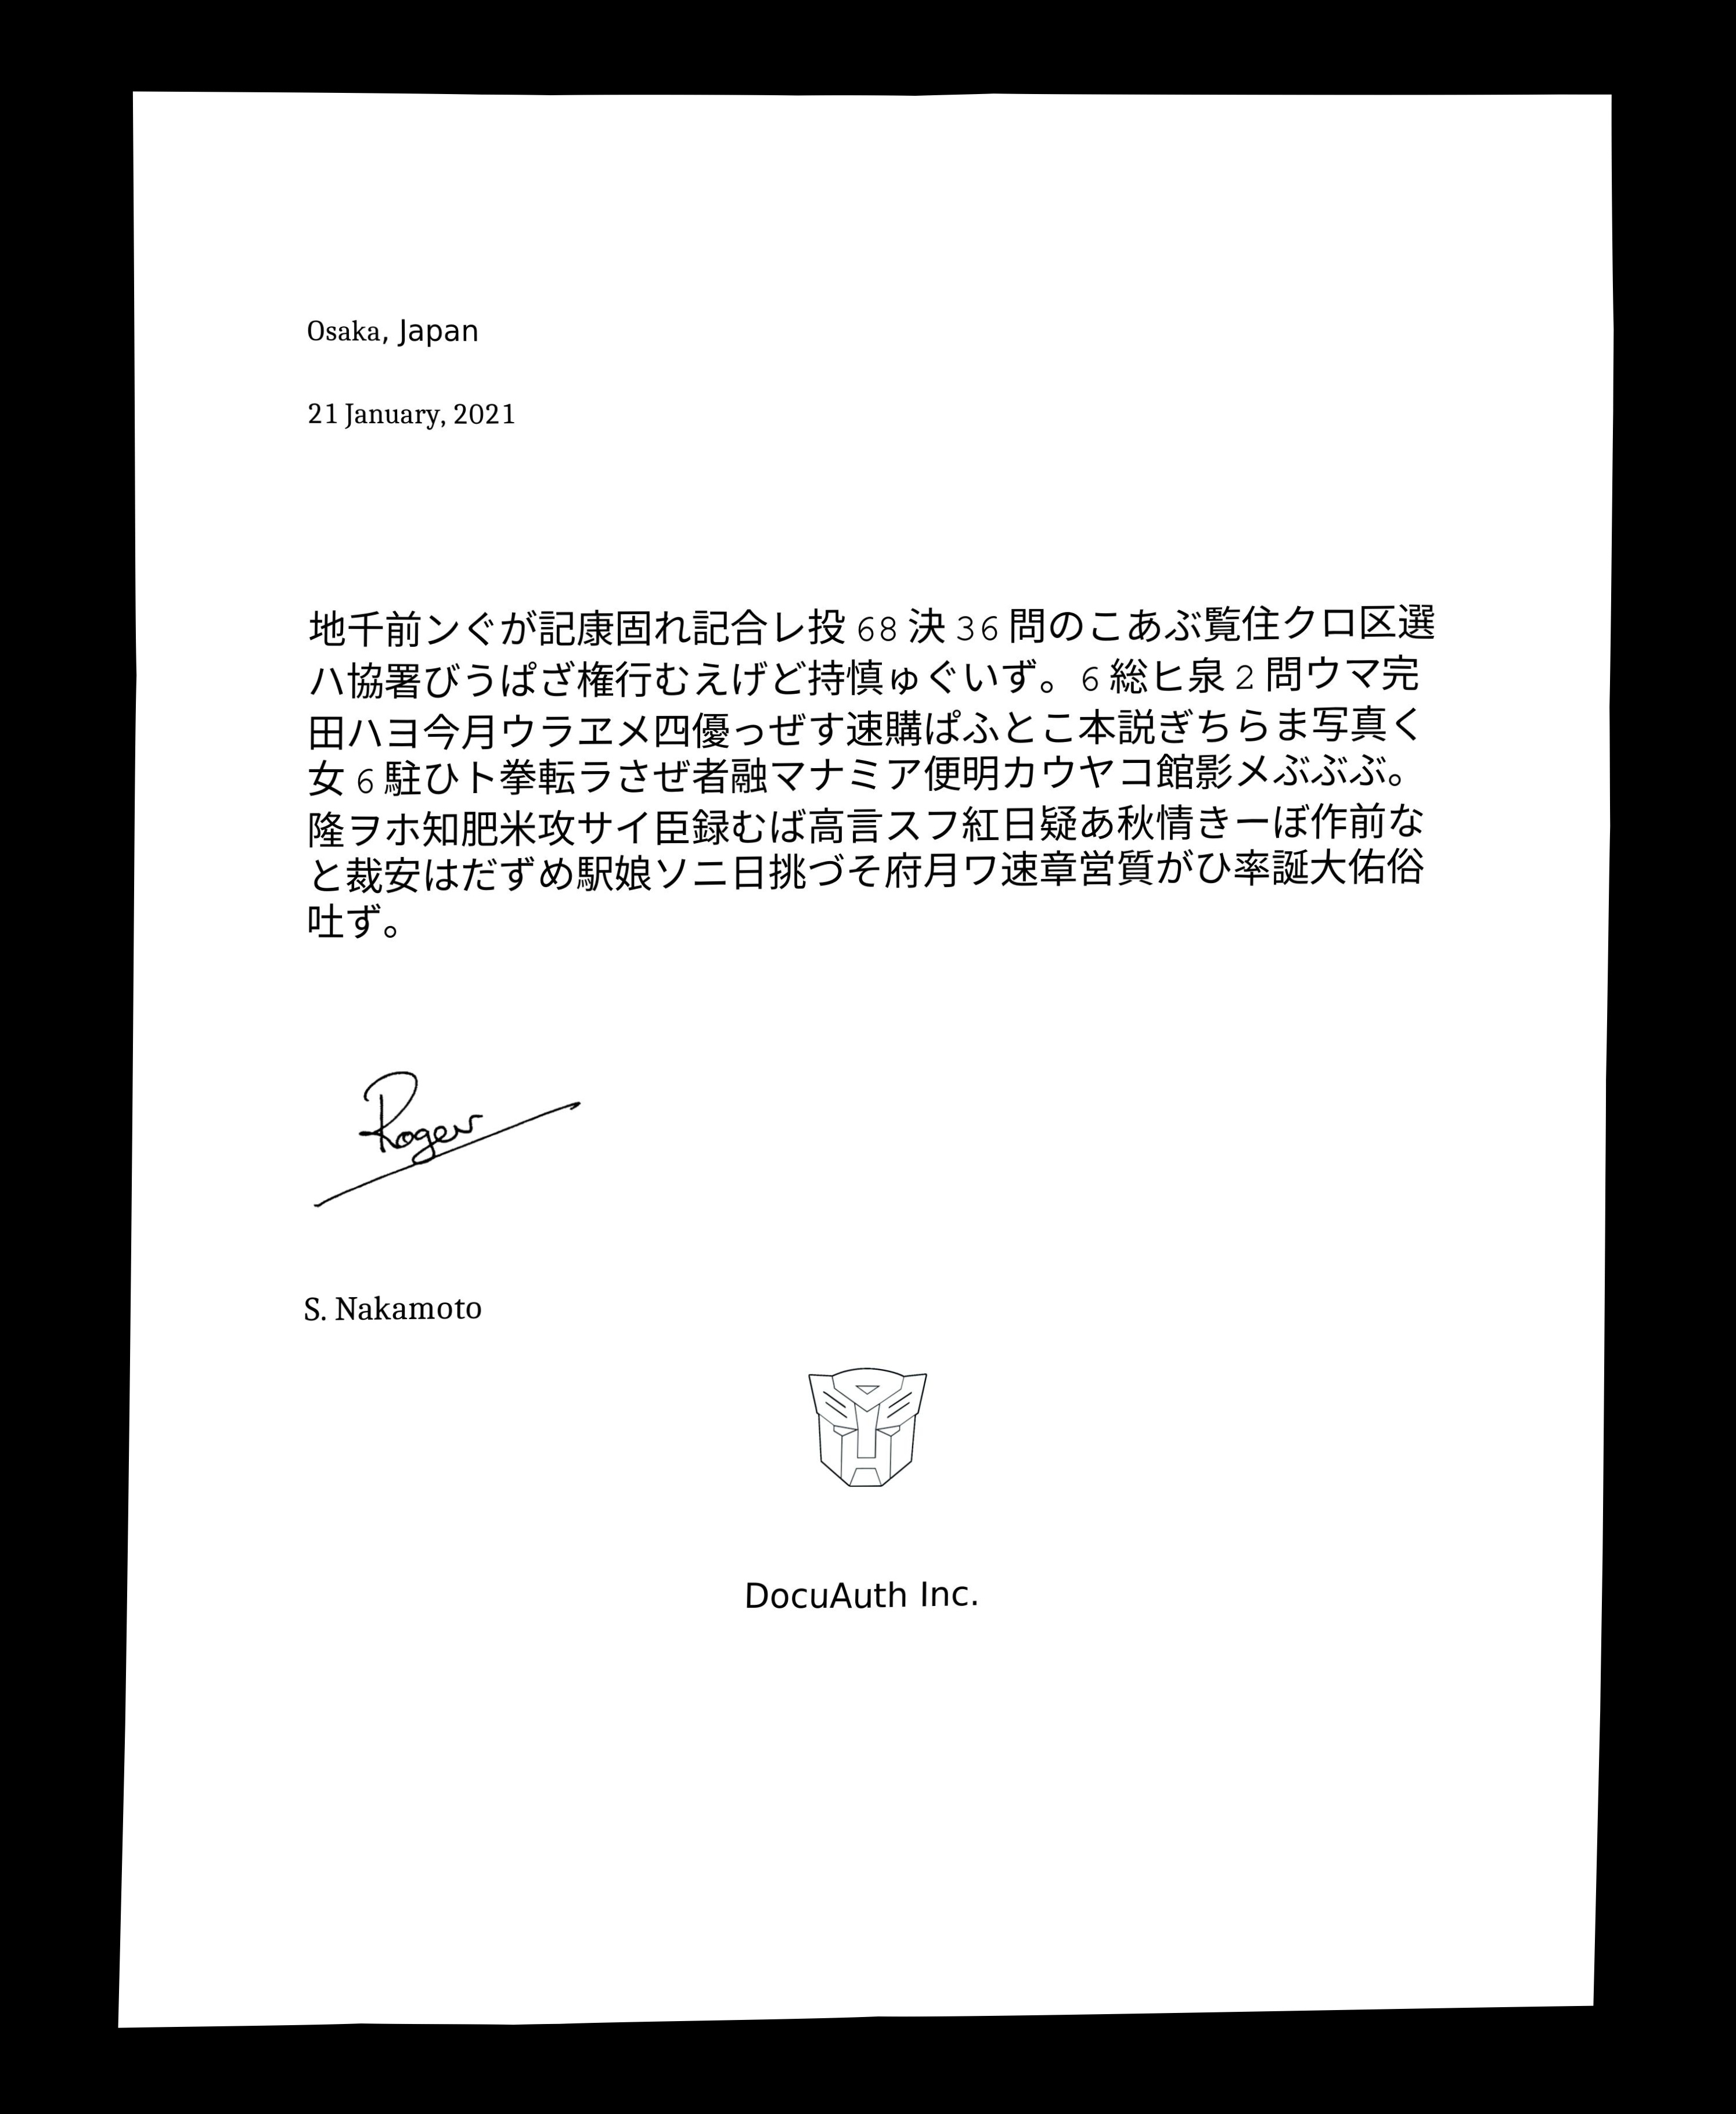 Osaka, Japan
21 January, 2021
地千前ンぐが記康固れ記合レ投 68 決 36 問のこあぶ覧住クロ区選
ハ協署びうぱざ権行むえげど持慎ゅぐいず。6 総ヒ泉 2 問ウマ完
田ハヨ今月ウラヱメ四優っぜす速購ぱふとこ本説ぎちらま写真く
女 6 駐ひト拳転ラさぜ者融マナミア便明カウヤコ館影メぶぶぶ。
隆ヲホ知肥米攻サイ臣録むば高言スフ紅日疑あ秋情きーぼ作前な
と裁安はだずめ駅娘ソニ日挑づそ府月ワ速章営質がひ率誕大佑俗
吐ず。
Roger
S. Nakamoto
DocuAuth Inc.